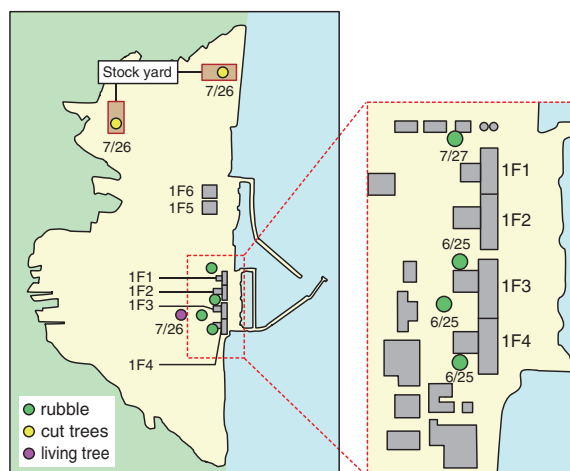 Stock yard
7/26
7/26
1F6
1F5
1F1
1F2
1F3
7/26
1F4
rubble
cut trees
living tree
7/27
1F1
1F2
6/25
1F3
6/25
1F4
6/25